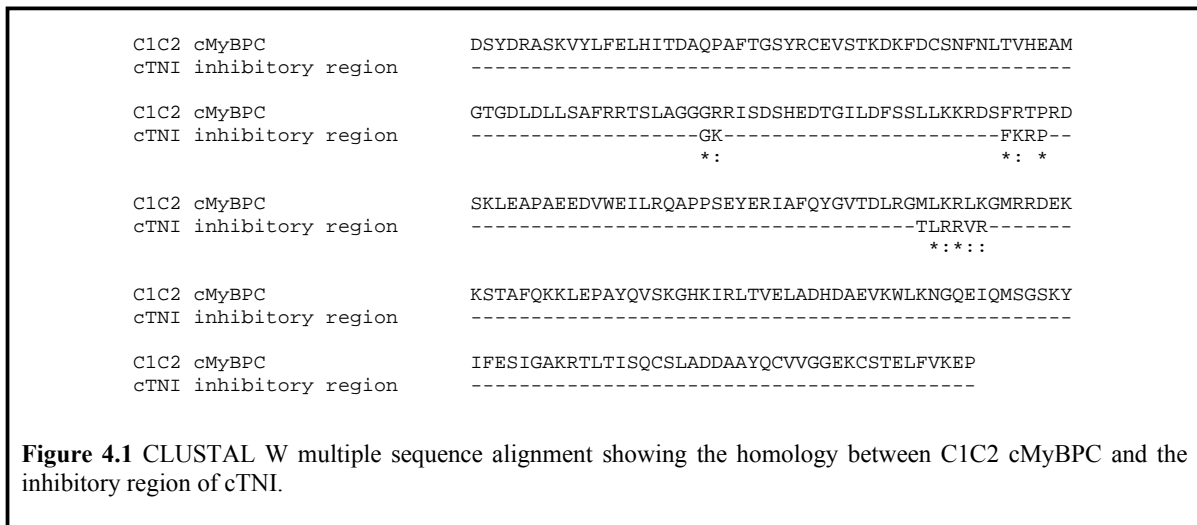 C1C2 cMyBPC DSYDRASKVYLFELHITDAQPAFTGSYRCEVSTKDKFDCSNFNLTVHEAM
cTNI inhibitory region --------------------------------------------------
C1C2 cMyBPC GTGDLDLLSAFRRTSLAGGGRRISDSHEDTGILDFSSLLKKRDSFRTPRD
cTNI inhibitory region -------------------GK-------------------------FKRP--
*: *: *
C1C2 cMyBPC SKLEAPAEEDVWEILRQAPPSEYERIAFQYGVTDLRGMLKRLKGMRRDEK
cTNI inhibitory region -------------------------------------TLRRVR-------
*:*::
C1C2 cMyBPC KSTAFQKKLEPAYQVSKGHKIRLTVELADHDAEVKWLKNGQEIQMSGSKY
cTNI inhibitory region --------------------------------------------------
C1C2 cMyBPC IFESIGAKRTLTISQCSLADDAAYQCVVGGEKCSTELFVKEP
cTNI inhibitory region ------------------------------------------
Figure 4.1 CLUSTAL W multiple sequence alignment showing the homology between C1C2 cMyBPC and the
inhibitory region of cTNI.